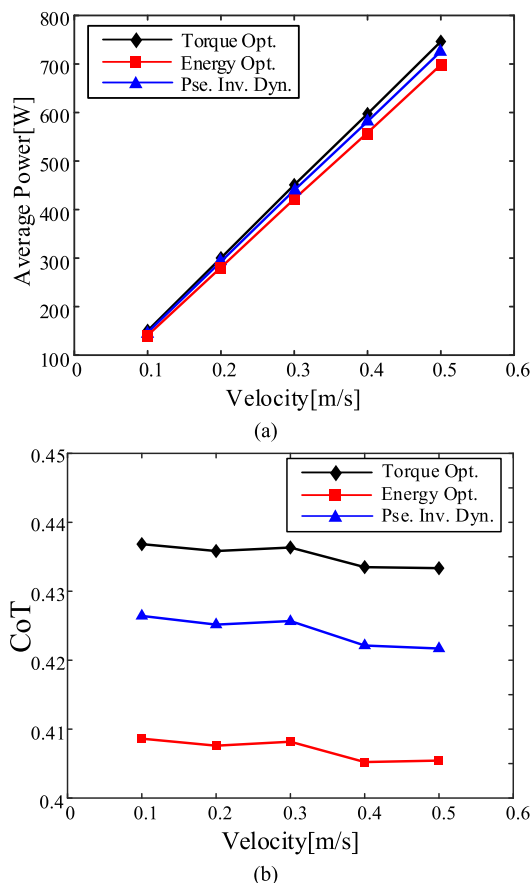 800
700
600
500
400
300
200
100
Average Power[W]
Torque Opt.
Energy Opt.
Pse. Inv. Dyn.
0 0.1 0.2 0.3 0.4 0.5 0.6
Velocity[m/s]
(a)
0.45
0.44
0.43
0.42
0.41
0.4
CoT
Torque Opt.
Energy Opt.
Pse. Inv. Dyn.
0 0.1 0.2 0.3 0.4 0.5 0.6
Velocity[m/s]
(b)